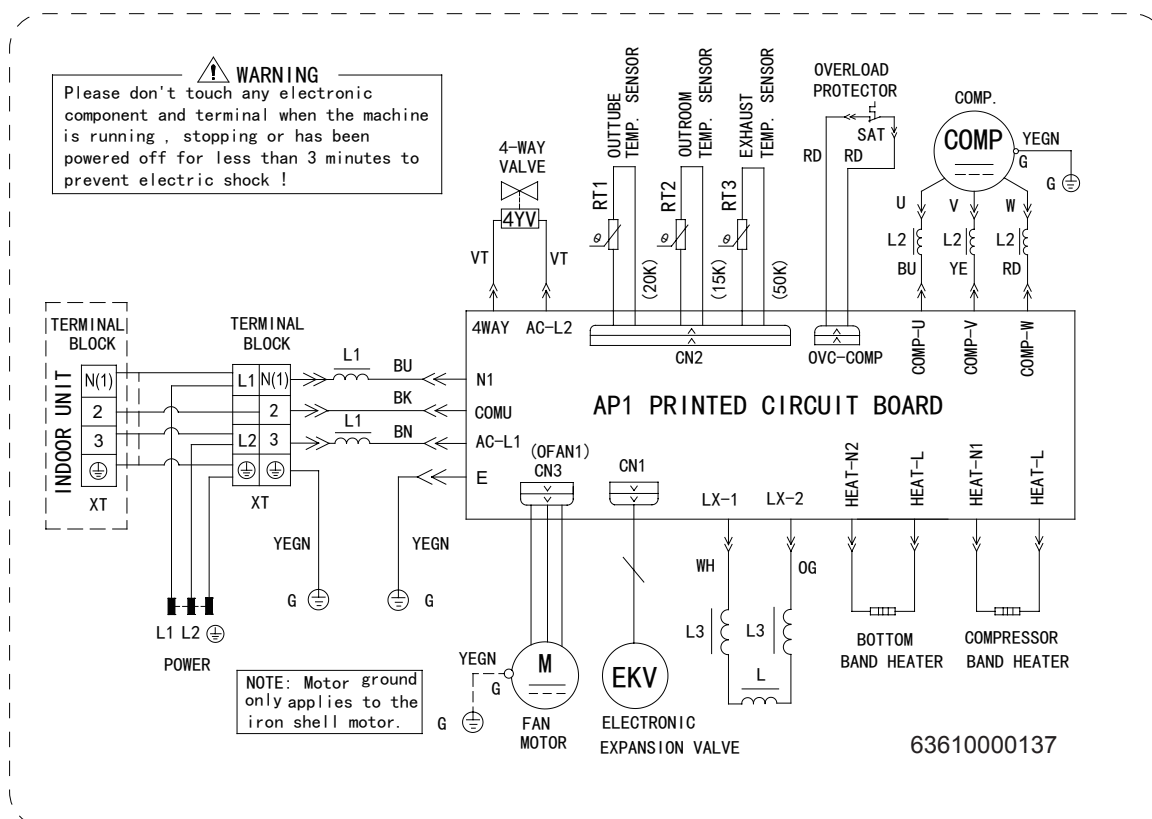 WARNING
Please don't touch any electronic
component and terminal when the machine
is running , stopping or has been
powered off for less than 3 minutes to
prevent electric shock !
4-WAY
VALVE
4YV
VT
VT
OUTTUBE
TEMP. SENSOR
OUTROOM
TEMP. SENSOR
EXHAUST
TEMP. SENSOR
RT1
RT2
RT3
θ
θ
θ
(20K)
(15K)
(50K)
OVERLOAD
PROTECTOR
SAT
RD
RD
COMP.
COMP
YEGN
G
G
U
V
W
L2
L2
L2
BU
YE
RD
4WAY
AC-L2
CN2
OVC-COMP
COMP-U
COMP-V
COMP-W
TERMINAL
BLOCK
INDOOR UNIT
N(1)
2
3
XT
TERMINAL
BLOCK
L1
N(1)
2
L2
3
XT
L1
BU
BK
L1
BN
N1
COMU
AC-L1
E
AP1 PRINTED CIRCUIT BOARD
(OFAN1)
CN3
CN1
LX-1
LX-2
HEAT-N2
HEAT-L
HEAT-N1
HEAT-L
YEGN
G
YEGN
G
L1
L2
POWER
WH
OG
L3
L3
L
BOTTOM
BAND HEATER
COMPRESSOR
BAND HEATER
NOTE: Motor ground
only applies to the
iron shell motor.
YEGN
G
G
M
FAN
MOTOR
EKV
ELECTRONIC
EXPANSION VALVE
63610000137